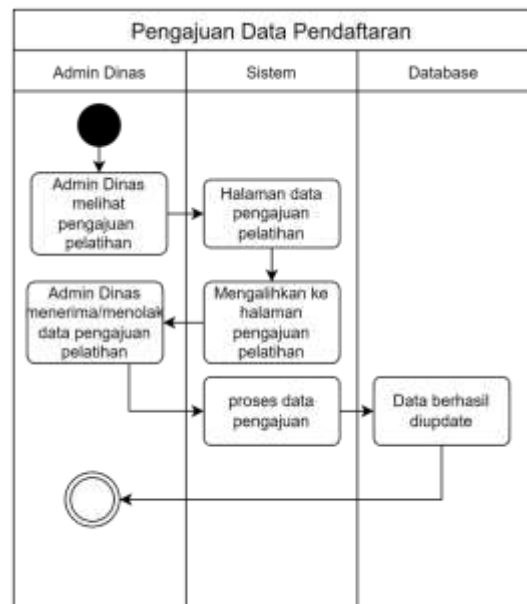 Pengajuan Data Pendaftaran
Admin Dinas
Sistem
Database
Admin Dinas
melihat
pengajuan
pelatihan
Halaman data
pengajuan
pelatihan
Admin Dinas
menerima/menolak
data pengajuan
pelatihan
Mengalihkan ke
halaman
pengajuan
pelatihan
proses data
pengajuan
Data berhasil
diupdate